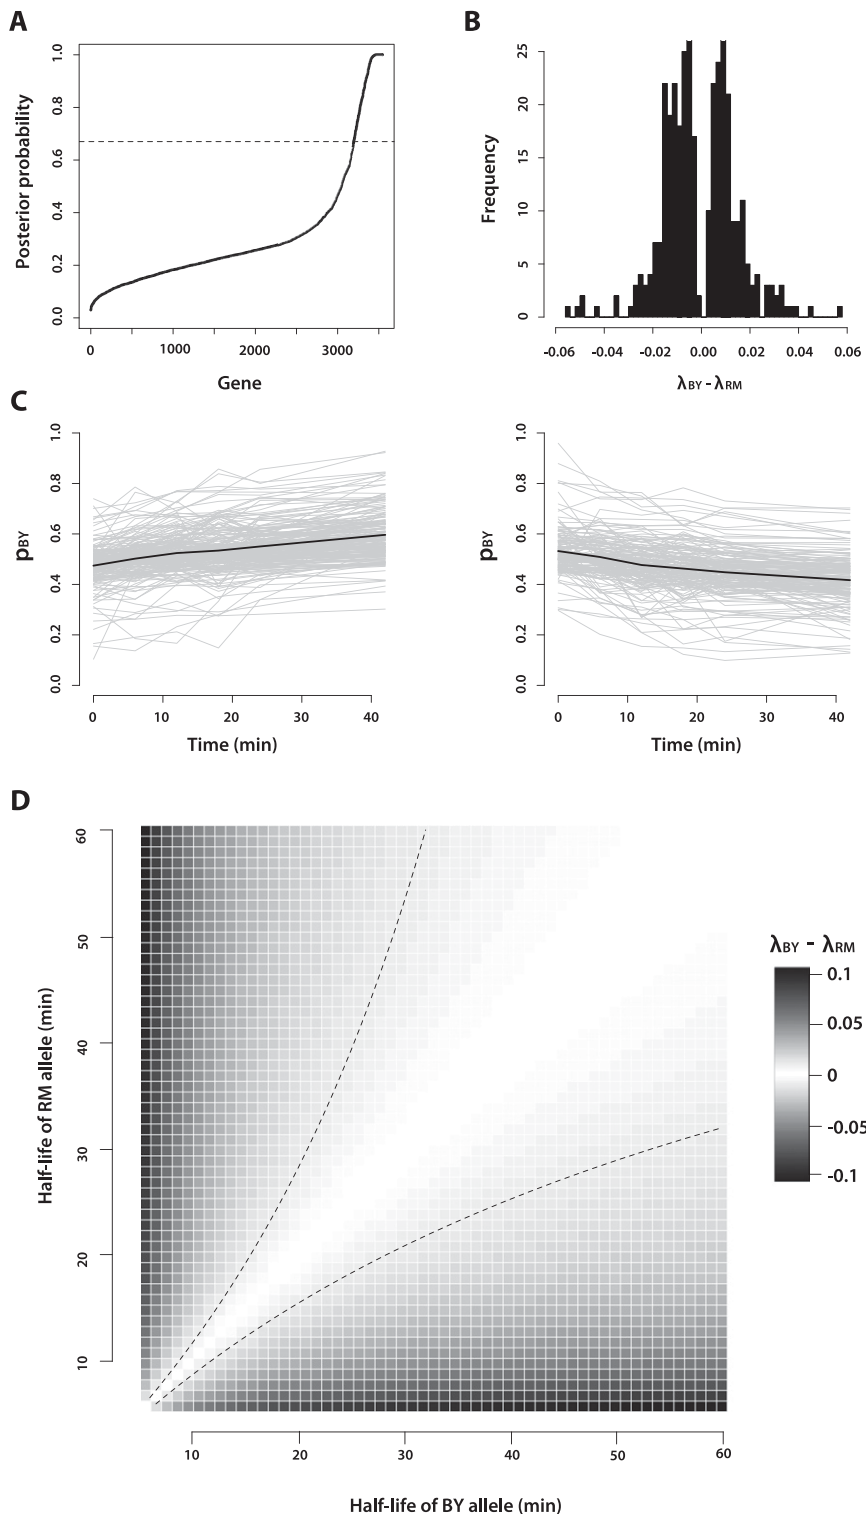 A
B
Posterior probability
0.0 0.2 0.4 0.6 0.8 1.0
0 1000 2000 3000
Gene
Frequency
0 5 10 15 20 25
-0.06 -0.04 -0.02 0.00 0.02 0.04 0.06
λBY - λRM
C
pBY
0.0 0.2 0.4 0.6 0.8 1.0
0 10 20 30 40
Time (min)
pBY
0.0 0.2 0.4 0.6 0.8 1.0
0 10 20 30 40
Time (min)
D
Half-life of RM allele (min)
10 20 30 40 50 60
10 20 30 40 50 60
Half-life of BY allele (min)
λBY - λRM
0.1
0.05
0
-0.05
-0.1